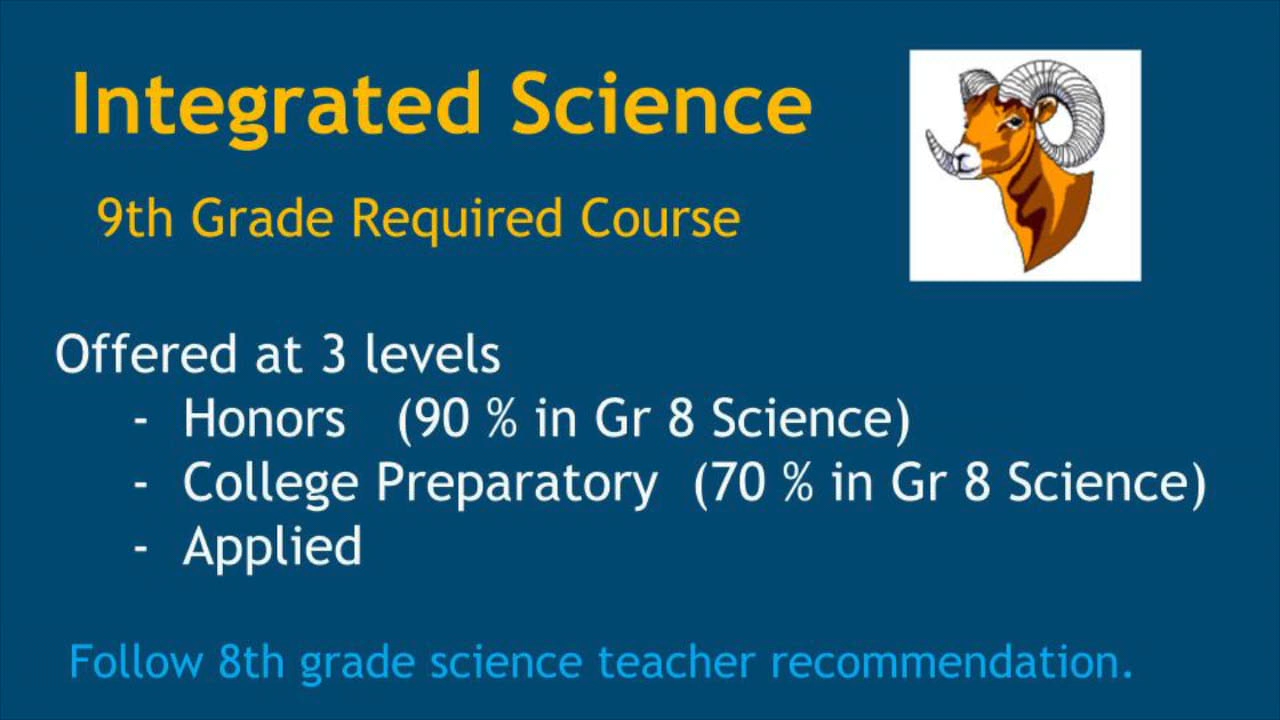 Integrated Science
9th Grade Required Course
Offered at 3 levels
- Honors (90 % in Gr 8 Science)
- College Preparatory (70 % in Gr 8 Science)
- Applied
Follow 8th grade science teacher recommendation.